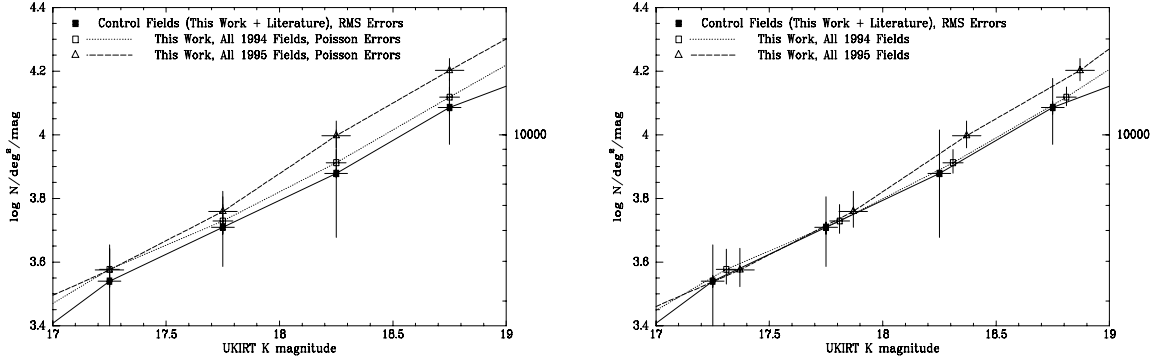 Control Fields (This Work + Literature), RMS Errors
This Work, All 1994 Fields, Poisson Errors
This Work, All 1995 Fields, Poisson Errors
4.4
4.2
4
3.8
3.6
3.4
log N/deg²/mag
10000
17
17.5
18
18.5
19
UKIRT K magnitude
Control Fields (This Work + Literature), RMS Errors
This Work, All 1994 Fields
This Work, All 1995 Fields
4.4
4.2
4
3.8
3.6
3.4
log N/deg²/mag
10000
17
17.5
18
18.5
19
UKIRT K magnitude